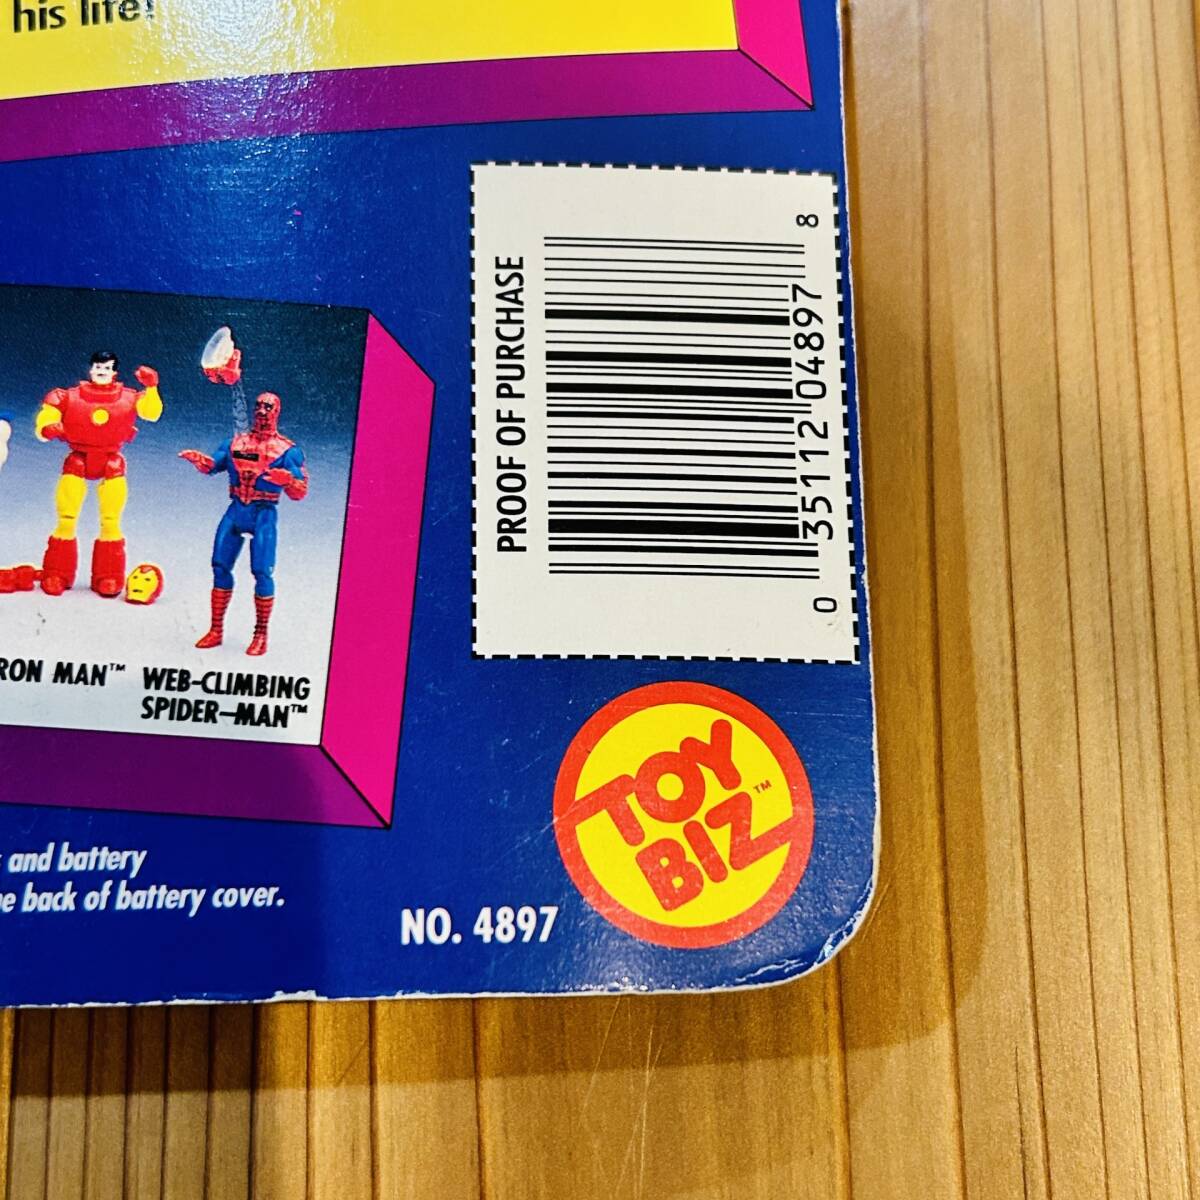 his life!
PROOF OF PURCHASE
0 35112 04897 8
RON MAN™
WEB-CLIMBING
SPIDER-MAN™
and battery
back of battery cover.
NO. 4897
TOY
BIZ™